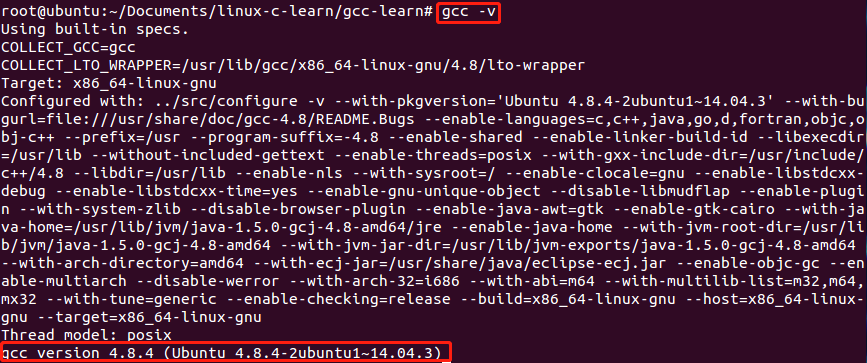 root@ubuntu:~/Documents/linux-c-learn/gcc-learn# gcc -v
Using built-in specs.
COLLECT_GCC=gcc
COLLECT_LTO_WRAPPER=/usr/lib/gcc/x86_64-linux-gnu/4.8/lto-wrapper
Target: x86_64-linux-gnu
Configured with: ../src/configure -v --with-pkgversion='Ubuntu 4.8.4-2ubuntu1~14.04.3' --with-bu
gurl=file:///usr/share/doc/gcc-4.8/README.Bugs --enable-languages=c,c++,java,go,d,fortran,objc,o
bj-c++ --prefix=/usr --program-suffix=-4.8 --enable-shared --enable-linker-build-id --libexecdir
=/usr/lib --without-included-gettext --enable-threads=posix --with-gxx-include-dir=/usr/include/
c++/4.8 --libdir=/usr/lib --enable-nls --with-sysroot=/ --enable-clocale=gnu --enable-libstdcxx-
debug --enable-libstdcxx-time=yes --enable-gnu-unique-object --disable-libmudflap --enable-plugi
n --with-system-zlib --disable-browser-plugin --enable-java-awt=gtk --enable-gtk-cairo --with-ja
va-home=/usr/lib/jvm/java-1.5.0-gcj-4.8-amd64/jre --enable-java-home --with-jvm-root-dir=/usr/li
b/jvm/java-1.5.0-gcj-4.8-amd64 --with-jvm-jar-dir=/usr/lib/jvm-exports/java-1.5.0-gcj-4.8-amd64
--with-arch-directory=amd64 --with-ecj-jar=/usr/share/java/eclipse-ecj.jar --enable-objc-gc --en
able-multiarch --disable-werror --with-arch-32=i686 --with-abi=m64 --with-multilib-list=m32,m64,
mx32 --with-tune=generic --enable-checking=release --build=x86_64-linux-gnu --host=x86_64-linux-
gnu --target=x86_64-linux-gnu
Thread model: posix
gcc version 4.8.4 (Ubuntu 4.8.4-2ubuntu1~14.04.3)